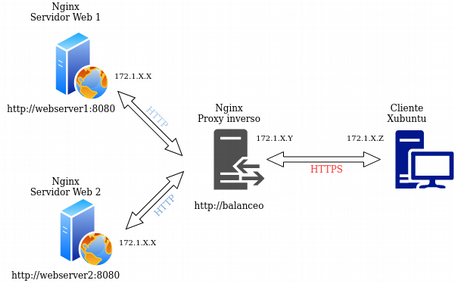 Nginx
Servidor Web 1
172.1.X.X
http://webserver1:8080
HTTP
Nginx
Proxy inverso
172.1.X.Y
http://balanceo
HTTPS
Cliente
Xubuntu
172.1.X.Z
Nginx
Servidor Web 2
HTTP
172.1.X.X
http://webserver2:8080